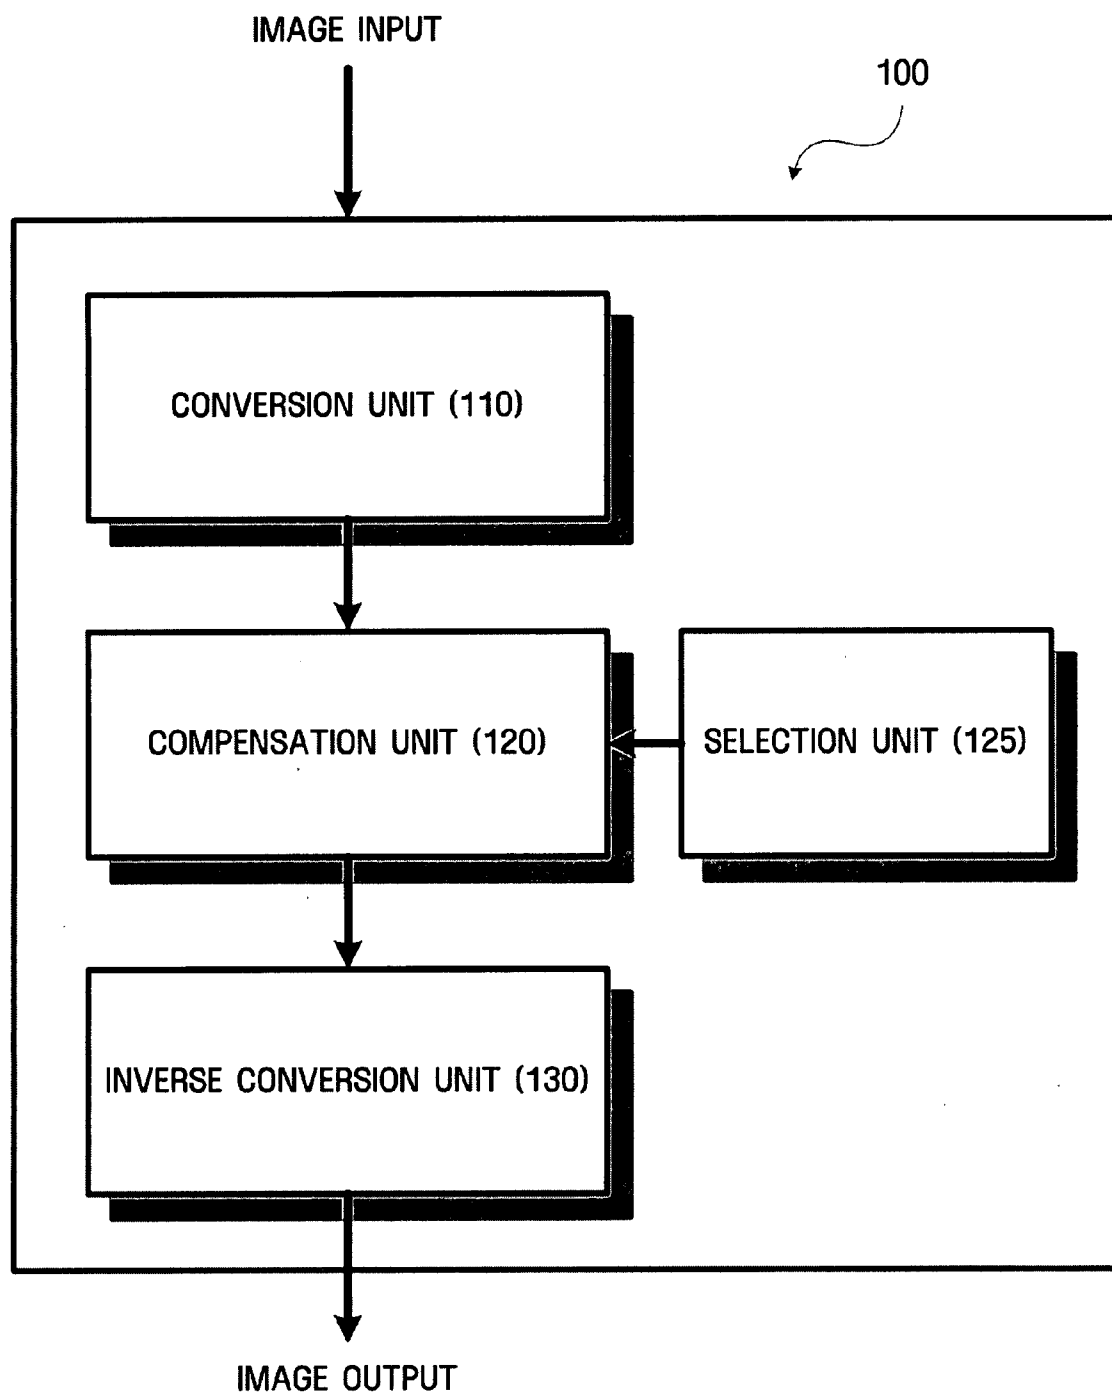 IMAGE INPUT
100
CONVERSION UNIT (110)
COMPENSATION UNIT (120)
SELECTION UNIT (125)
INVERSE CONVERSION UNIT (130)
IMAGE OUTPUT